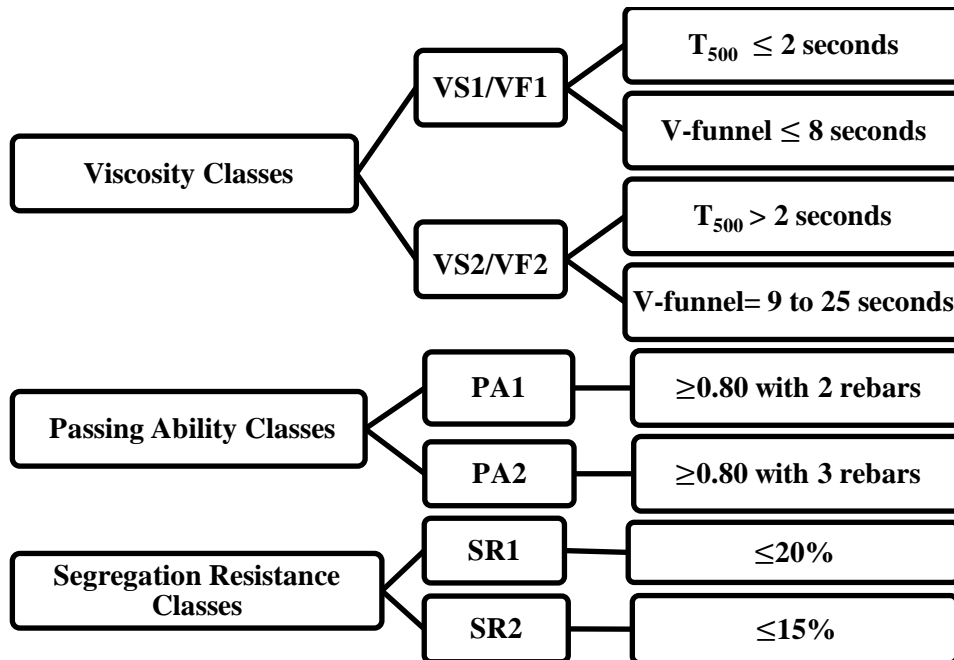 Viscosity Classes
VS1/VF1
T₅₀₀ ≤ 2 seconds
V-funnel ≤ 8 seconds
VS2/VF2
T₅₀₀ > 2 seconds
V-funnel= 9 to 25 seconds
Passing Ability Classes
PA1
≥0.80 with 2 rebars
PA2
≥0.80 with 3 rebars
Segregation Resistance
Classes
SR1
≤20%
SR2
≤15%